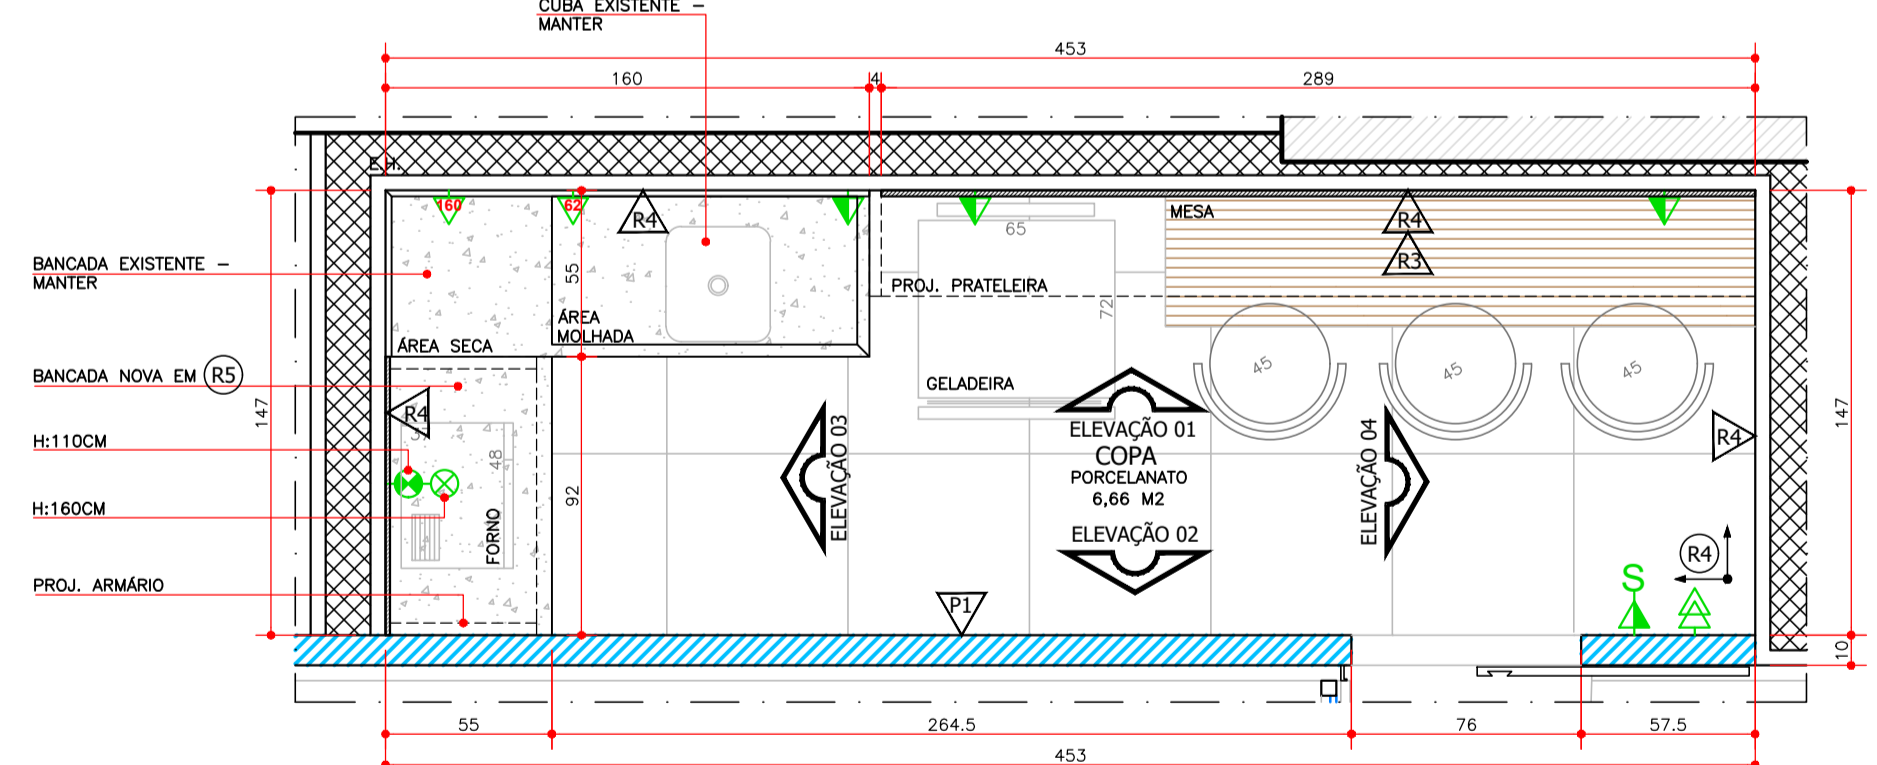 CUBA EXISTENTE –
MANTER
453
160
4
289
E.H.
160
62
R4
R4
R3
MESA
65
BANCADA EXISTENTE –
MANTER
55
PROJ. PRATELEIRA
72
ÁREA
MOLHADA
ÁREA SECA
BANCADA NOVA EM R5
45
45
45
GELADEIRA
147
147
R4
R4
37
H:110CM
48
ELEVAÇÃO 03
ELEVAÇÃO 01
COPA
PORCELANATO
6,66 M2
ELEVAÇÃO 02
ELEVAÇÃO 04
H:160CM
92
FORNO
R4
S
PROJ. ARMÁRIO
P1
10
55
264.5
76
57.5
453